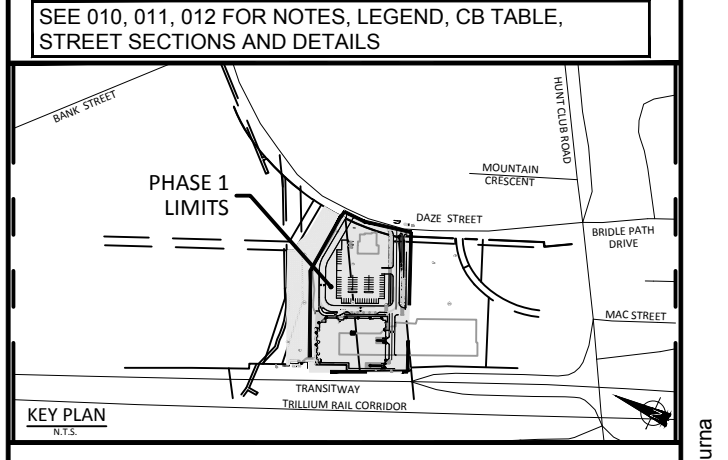 SEE 010, 011, 012 FOR NOTES, LEGEND, CB TABLE,
STREET SECTIONS AND DETAILS
BANK STREET
HUNT CLUB ROAD
MOUNTAIN
CRESCENT
PHASE 1
LIMITS
DAZE STREET
BRIDLE PATH
DRIVE
MAC STREET
TRANSITWAY
TRILLIUM RAIL CORRIDOR
KEY PLAN
N.T.S.
urna